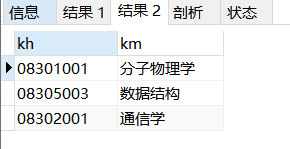 信息 结果 1 结果 2 剖析 状态
kh km
08301001 分子物理学
08305003 数据结构
08302001 通信学